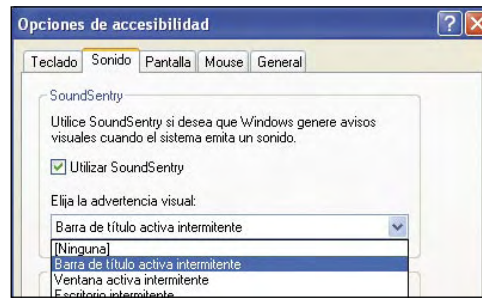 Opciones de accesibilidad
Teclado Sonido Pantalla Mouse General
SoundSentry
Utilice SoundSentry si desea que Windows genere avisos
visuales cuando el sistema emita un sonido.
Utilizar SoundSentry
Elija la advertencia visual:
Barra de título activa intermitente
[Ninguna]
Barra de título activa intermitente
Ventana activa intermitente
Escritorio intermitente